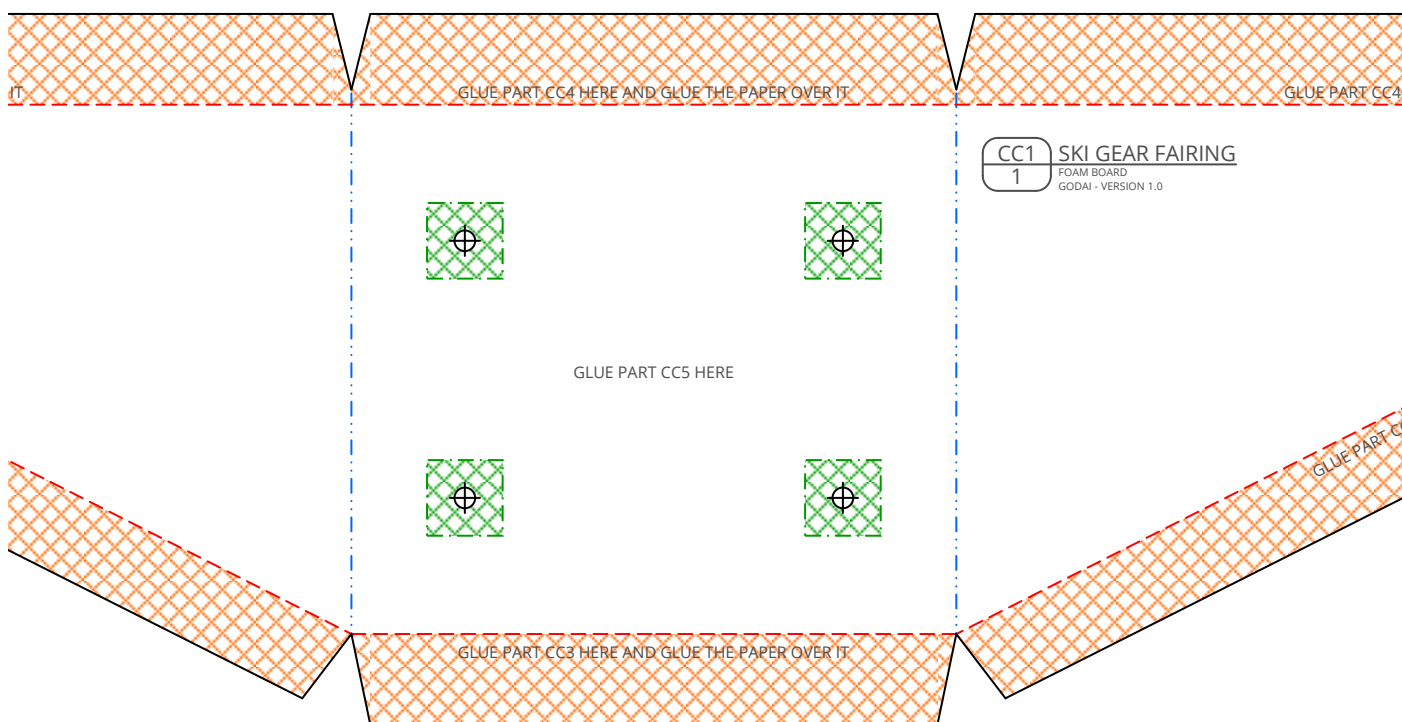 IT
GLUE PART CC4 HERE AND GLUE THE PAPER OVER IT
GLUE PART CC4
CC1
1
SKI GEAR FAIRING
FOAM BOARD
GODAI - VERSION 1.0
GLUE PART CC5 HERE
GLUE PART
GLUE PART CC3 HERE AND GLUE THE PAPER OVER IT